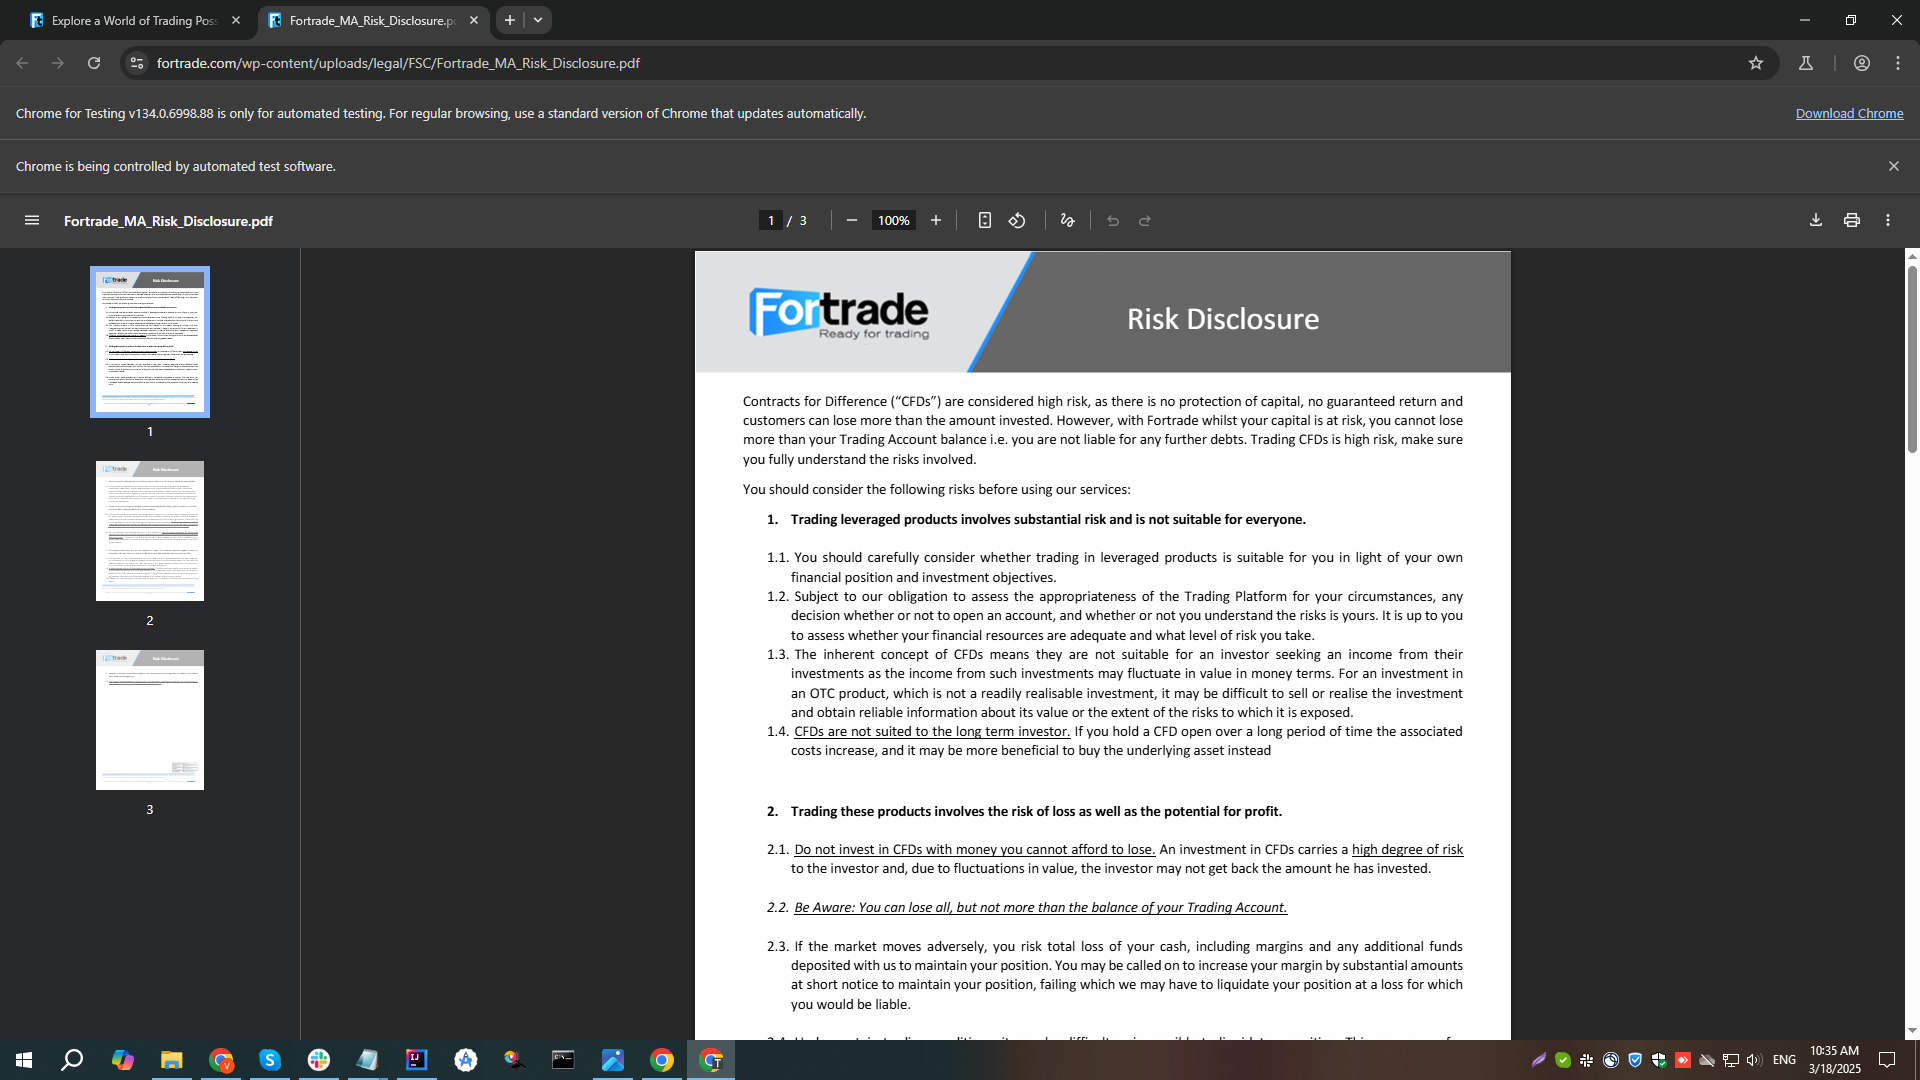 Explore a World of Trading Pos
Fortrade_MA_Risk_Disclosure.p
fortrade.com/wp-content/uploads/legal/FSC/Fortrade_MA_Risk_Disclosure.pdf
Chrome for Testing v134.0.6998.88 is only for automated testing. For regular browsing, use a standard version of Chrome that updates automatically.
Download Chrome
Chrome is being controlled by automated test software.
Fortrade_MA_Risk_Disclosure.pdf
1 / 3
100%
1
2
3
Fortrade
Ready for trading
Risk Disclosure
Contracts for Difference (“CFDs”) are considered high risk, as there is no protection of capital, no guaranteed return and
customers can lose more than the amount invested. However, with Fortrade whilst your capital is at risk, you cannot lose
more than your Trading Account balance i.e. you are not liable for any further debts. Trading CFDs is high risk, make sure
you fully understand the risks involved.
You should consider the following risks before using our services:
1. Trading leveraged products involves substantial risk and is not suitable for everyone.
1.1. You should carefully consider whether trading in leveraged products is suitable for you in light of your own
financial position and investment objectives.
1.2. Subject to our obligation to assess the appropriateness of the Trading Platform for your circumstances, any
decision whether or not to open an account, and whether or not you understand the risks is yours. It is up to you
to assess whether your financial resources are adequate and what level of risk you take.
1.3. The inherent concept of CFDs means they are not suitable for an investor seeking an income from their
investments as the income from such investments may fluctuate in value in money terms. For an investment in
an OTC product, which is not a readily realisable investment, it may be difficult to sell or realise the investment
and obtain reliable information about its value or the extent of the risks to which it is exposed.
1.4. CFDs are not suited to the long term investor. If you hold a CFD open over a long period of time the associated
costs increase, and it may be more beneficial to buy the underlying asset instead
2. Trading these products involves the risk of loss as well as the potential for profit.
2.1. Do not invest in CFDs with money you cannot afford to lose. An investment in CFDs carries a high degree of risk
to the investor and, due to fluctuations in value, the investor may not get back the amount he has invested.
2.2. Be Aware: You can lose all, but not more than the balance of your Trading Account.
2.3. If the market moves adversely, you risk total loss of your cash, including margins and any additional funds
deposited with us to maintain your position. You may be called on to increase your margin by substantial amounts
at short notice to maintain your position, failing which we may have to liquidate your position at a loss for which
you would be liable.
ENG
10:35 AM
3/18/2025